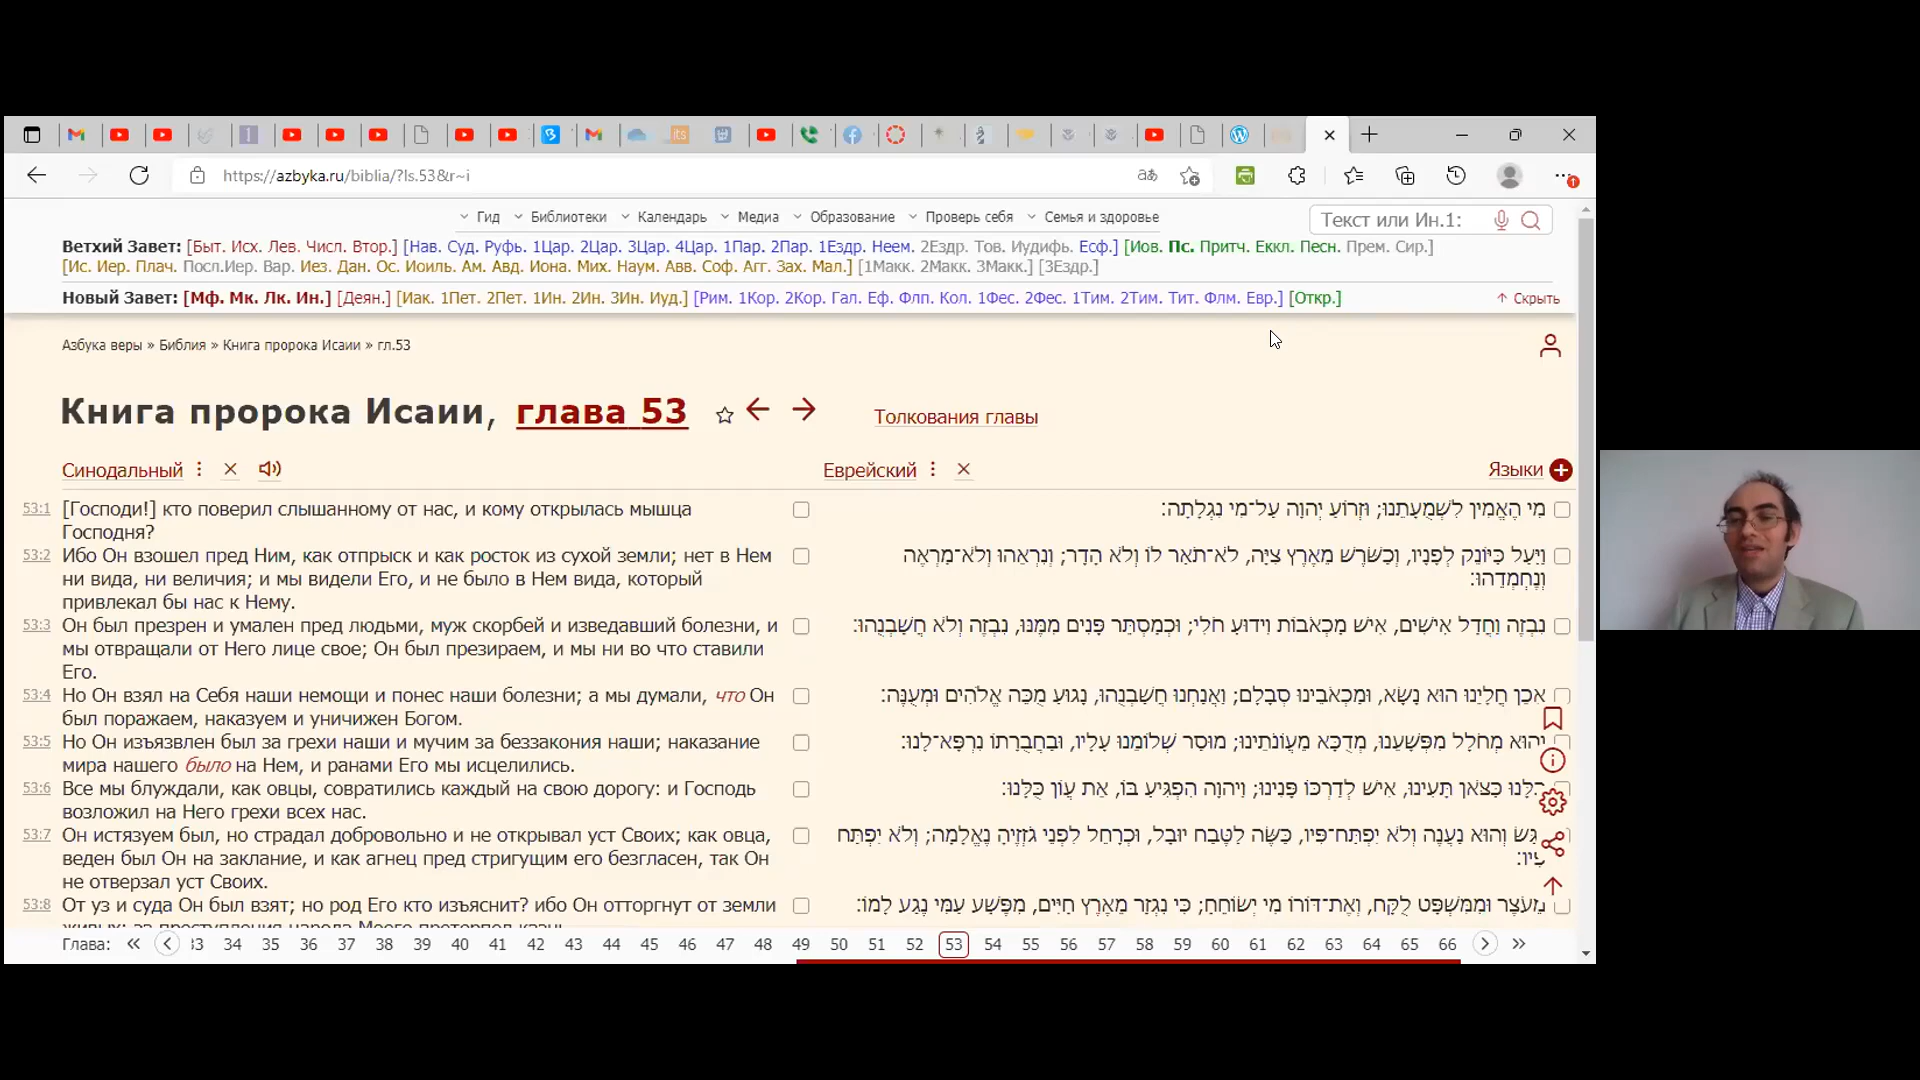 https://azbyka.ru/biblia/?Is.53&r~i
Гид Библиотеки Календарь Медиа Образование Проверь себя Семья и здоровье
Текст или Ин.1:
Ветхий Завет: [Быт. Исх. Лев. Числ. Втор.] [Нав. Суд. Руфь. 1Цар. 2Цар. 3Цар. 4Цар. 1Пар. 2Пар. 1Ездр. Неем. 2Ездр. Тов. Иудифь. Есф.] [Иов. Пс. Притч. Еккл. Песн. Прем. Сир.]
[Ис. Иер. Плач. Посл.Иер. Вар. Иез. Дан. Ос. Иоиль. Ам. Авд. Иона. Мих. Наум. Авв. Соф. Агг. Зах. Мал.] [1Макк. 2Макк. 3Макк.] [3Ездр.]
Новый Завет: [Мф. Мк. Лк. Ин.] [Деян.] [Иак. 1Пет. 2Пет. 1Ин. 2Ин. 3Ин. Иуд.] [Рим. 1Кор. 2Кор. Гал. Еф. Флп. Кол. 1Фес. 2Фес. 1Тим. 2Тим. Тит. Флм. Евр.] [Откр.]
↑ Скрыть
Азбука веры » Библия » Книга пророка Исаии » гл.53
Книга пророка Исаии, глава 53
Толкования главы
Синодальный
Еврейский
Языки
53:1 [Господи!] кто поверил слышанному от нас, и кому открылась мышца
Господня?
מִי הֶאֱמִין לִשְׁמֻעָתֵנוּ; וּזְרוֹעַ יְהוָה עַל־מִי נִגְלָתָה׃
53:2 Ибо Он взошел пред Ним, как отпрыск и как росток из сухой земли; нет в Нем
ни вида, ни величия; и мы видели Его, и не было в Нем вида, который
привлекал бы нас к Нему.
וַיַּעַל כַּיּוֹנֵק לְפָנָיו, וְכַשֹּׁרֶשׁ מֵאֶרֶץ צִיָּה, לֹא־תֹאַר לוֹ וְלֹא הָדָר; וְנִרְאֵהוּ וְלֹא־מַרְאֶה
וְנֶחְמְדֵהוּ׃
53:3 Он был презрен и умален пред людьми, муж скорбей и изведавший болезни, и
мы отвращали от Него лице свое; Он был презираем, и мы ни во что ставили
Его.
נִבְזֶה וַחֲדַל אִישִׁים, אִישׁ מַכְאֹבוֹת וִידוּעַ חֹלִי; וּכְמַסְתֵּר פָּנִים מִמֶּנּוּ, נִבְזֶה וְלֹא חֲשַׁבְנֻהוּ׃
53:4 Но Он взял на Себя наши немощи и понес наши болезни; а мы думали, что Он
был поражаем, наказуем и уничижен Богом.
אָכֵן חֳלָיֵנוּ הוּא נָשָׂא, וּמַכְאֹבֵינוּ סְבָלָם; וַאֲנַחְנוּ חֲשַׁבְנֻהוּ, נָגוּעַ מֻכֵּה אֱלֹהִים וּמְעֻנֶּה׃
53:5 Но Он изъязвлен был за грехи наши и мучим за беззакония наши; наказание
мира нашего было на Нем, и ранами Его мы исцелились.
וְהוּא מְחֹלָל מִפְּשָׁעֵנוּ, מְדֻכָּא מֵעֲוֹנֹתֵינוּ; מוּסַר שְׁלוֹמֵנוּ עָלָיו, וּבַחֲבֻרָתוֹ נִרְפָּא־לָנוּ׃
53:6 Все мы блуждали, как овцы, совратились каждый на свою дорогу: и Господь
возложил на Него грехи всех нас.
כֻּלָּנוּ כַּצֹּאן תָּעִינוּ, אִישׁ לְדַרְכּוֹ פָּנִינוּ; וַיהוָה הִפְגִּיעַ בּוֹ, אֵת עֲוֹן כֻּלָּנוּ׃
53:7 Он истязуем был, но страдал добровольно и не открывал уст Своих; как овца,
веден был Он на заклание, и как агнец пред стригущим его безгласен, так Он
не отверзал уст Своих.
נִגַּשׂ וְהוּא נַעֲנֶה וְלֹא יִפְתַּח־פִּיו, כַּשֶּׂה לַטֶּבַח יוּבָל, וּכְרָחֵל לִפְנֵי גֹזְזֶיהָ נֶאֱלָמָה; וְלֹא יִפְתַּח
פִּיו׃
53:8 От уз и суда Он был взят; но род Его кто изъяснит? ибо Он отторгнут от земли
живых; за преступления народа Моего претерпел казнь.
מֵעֹצֶר וּמִמִּשְׁפָּט לֻקָּח, וְאֶת־דּוֹרוֹ מִי יְשׂוֹחֵחַ; כִּי נִגְזַר מֵאֶרֶץ חַיִּים, מִפֶּשַׁע עַמִּי נֶגַע לָמוֹ׃
Глава: « 33 34 35 36 37 38 39 40 41 42 43 44 45 46 47 48 49 50 51 52 53 54 55 56 57 58 59 60 61 62 63 64 65 66 »